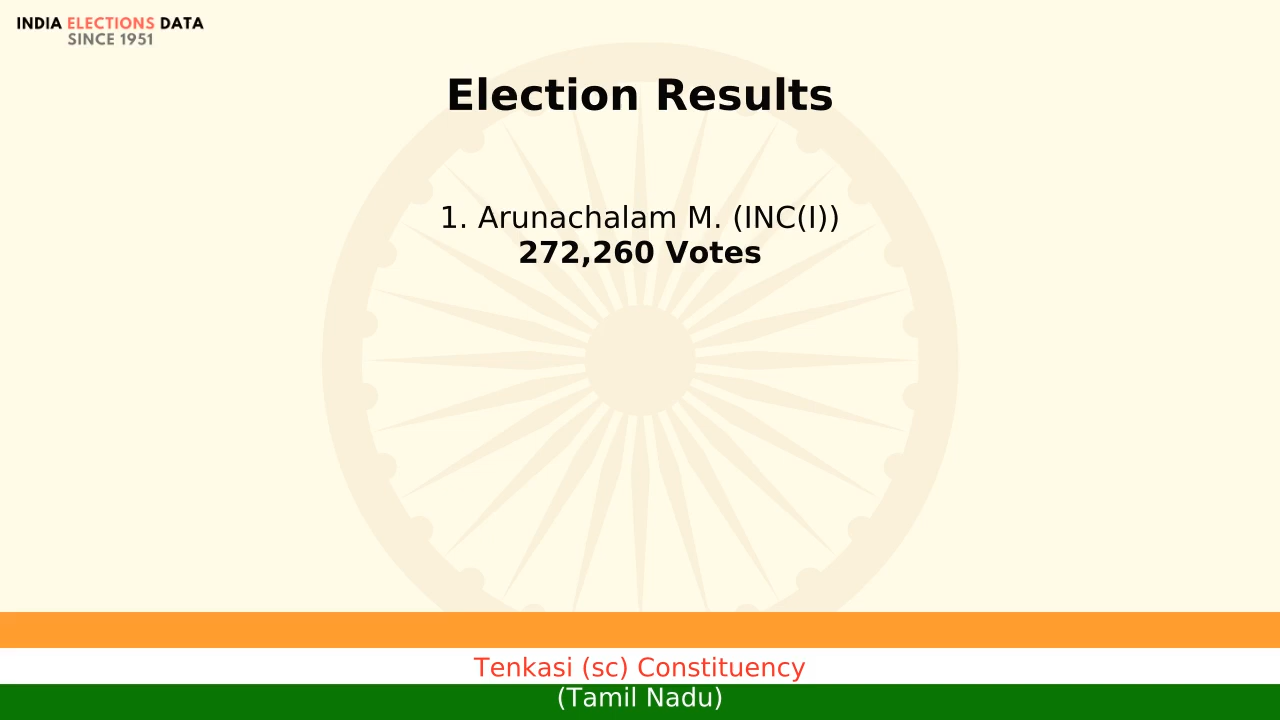 INDIA ELECTIONS DATA
SINCE 1951
Election Results
1. Arunachalam M. (INC(I))
272,260 Votes
Tenkasi (sc) Constituency
(Tamil Nadu)